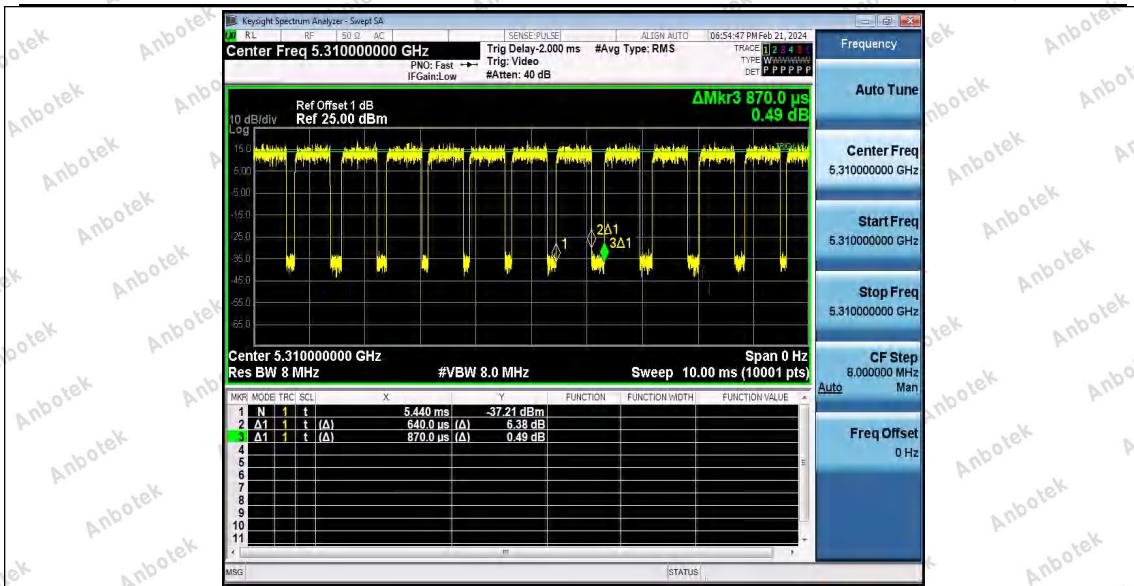 Keysight Spectrum Analyzer - Swept SA
RL RF 50 Ω AC SENSE:PULSE ALIGN AUTO 06:54:47 PM Feb 21, 2024
Center Freq 5.310000000 GHz
PNO: Fast
IFGain:Low
Trig Delay-2.000 ms
Trig: Video
#Atten: 40 dB
#Avg Type: RMS
TRACE 1 2 3 4 5 6
TYPE W
DET P P P P P P
ΔMkr3 870.0 µs
0.49 dB
Ref Offset 1 dB
10 dB/div Ref 25.00 dBm
Log
15.0
5.00
-5.00
-15.0
-25.0
-35.0
-45.0
-55.0
-65.0
1
2Δ1
3Δ1
Center 5.310000000 GHz Span 0 Hz
Res BW 8 MHz #VBW 8.0 MHz Sweep 10.00 ms (10001 pts)
MKR MODE TRC SCL X Y FUNCTION FUNCTION WIDTH FUNCTION VALUE
1 N 1 t 5.440 ms -37.21 dBm
2 Δ1 1 t (Δ) 640.0 µs (Δ) 6.38 dB
3 Δ1 1 t (Δ) 870.0 µs (Δ) 0.49 dB
4
5
6
7
8
9
10
11
MSG STATUS
Frequency
Auto Tune
Center Freq
5.310000000 GHz
Start Freq
5.310000000 GHz
Stop Freq
5.310000000 GHz
CF Step
8.000000 MHz
Auto Man
Freq Offset
0 Hz
Anbotek